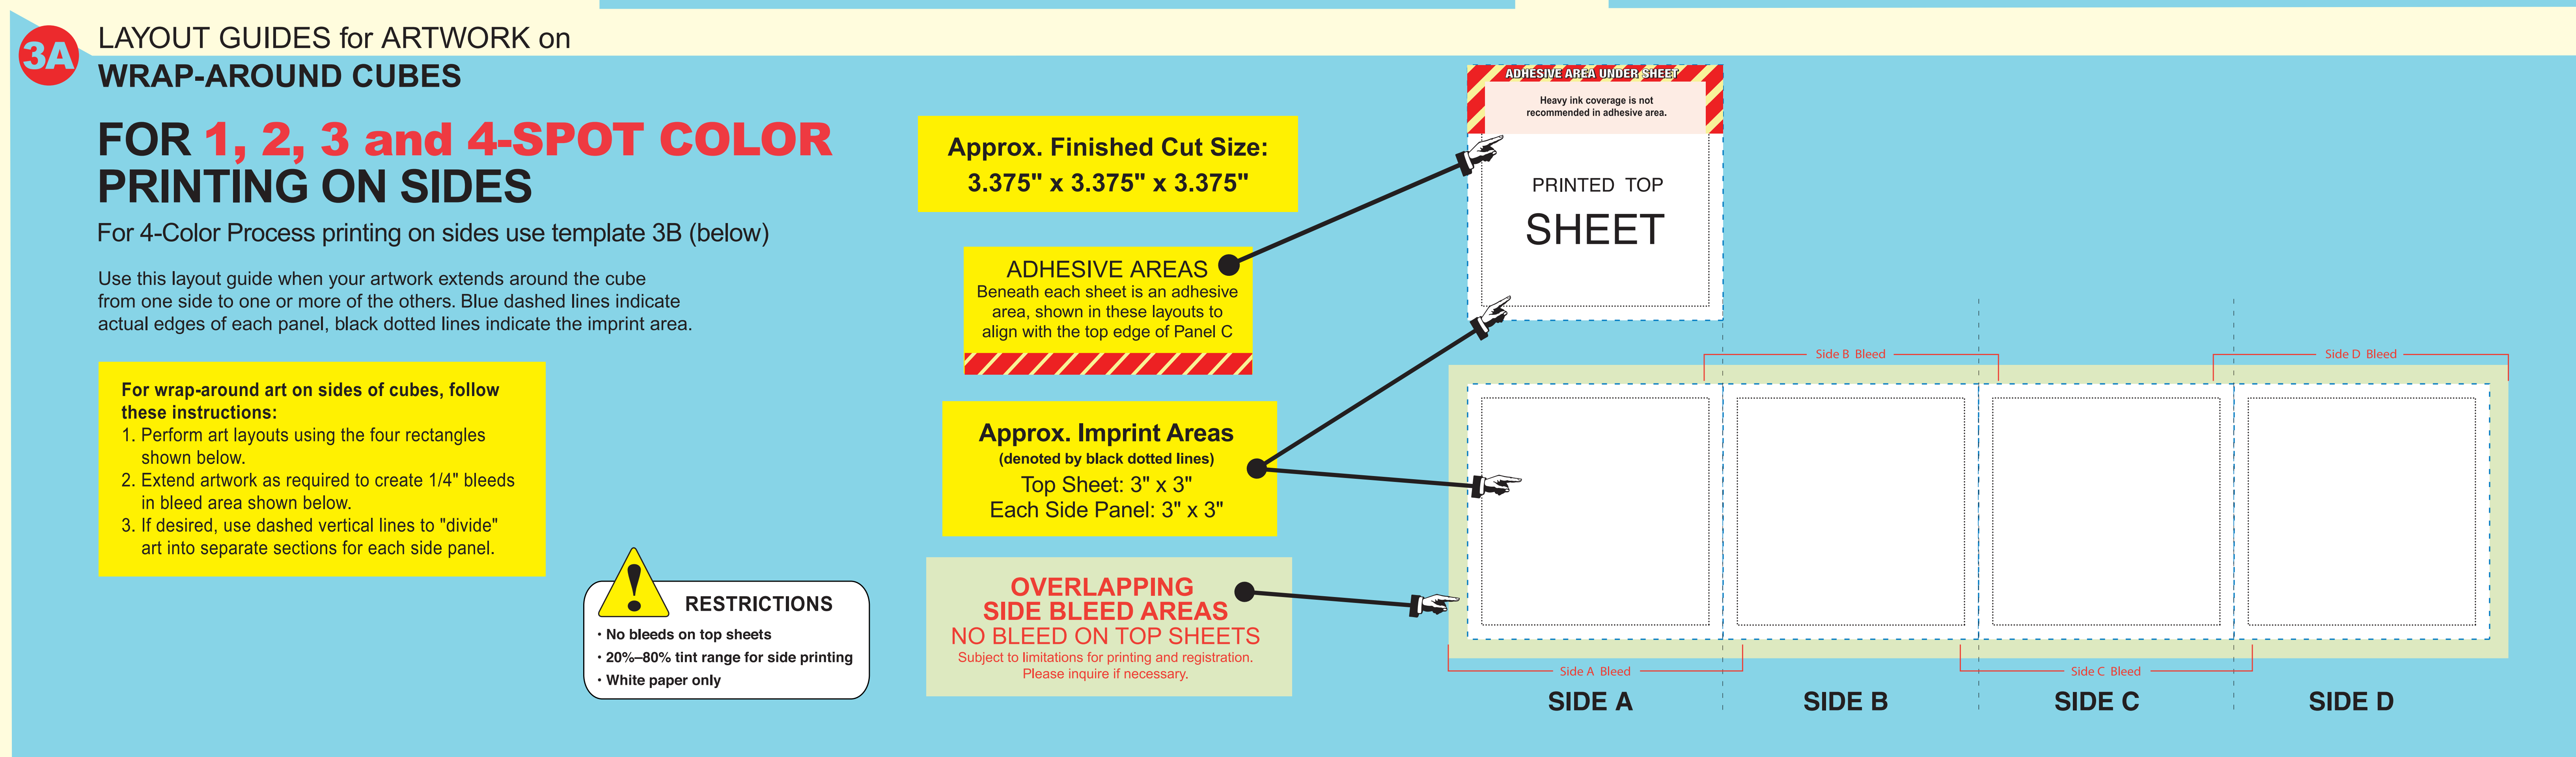 3A
LAYOUT GUIDES for ARTWORK on
WRAP-AROUND CUBES
FOR 1, 2, 3 and 4-SPOT COLOR
PRINTING ON SIDES
For 4-Color Process printing on sides use template 3B (below)
Use this layout guide when your artwork extends around the cube
from one side to one or more of the others. Blue dashed lines indicate
actual edges of each panel, black dotted lines indicate the imprint area.
For wrap-around art on sides of cubes, follow
these instructions:
1. Perform art layouts using the four rectangles
shown below.
2. Extend artwork as required to create 1/4" bleeds
in bleed area shown below.
3. If desired, use dashed vertical lines to "divide"
art into separate sections for each side panel.
!
RESTRICTIONS
• No bleeds on top sheets
• 20%–80% tint range for side printing
• White paper only
Approx. Finished Cut Size:
3.375" x 3.375" x 3.375"
ADHESIVE AREAS
Beneath each sheet is an adhesive
area, shown in these layouts to
align with the top edge of Panel C
Approx. Imprint Areas
(denoted by black dotted lines)
Top Sheet: 3" x 3"
Each Side Panel: 3" x 3"
OVERLAPPING
SIDE BLEED AREAS
NO BLEED ON TOP SHEETS
Subject to limitations for printing and registration.
Please inquire if necessary.
ADHESIVE AREA UNDER SHEET
Heavy ink coverage is not
recommended in adhesive area.
PRINTED TOP
SHEET
Side B Bleed
Side D Bleed
Side A Bleed
Side C Bleed
SIDE A
SIDE B
SIDE C
SIDE D